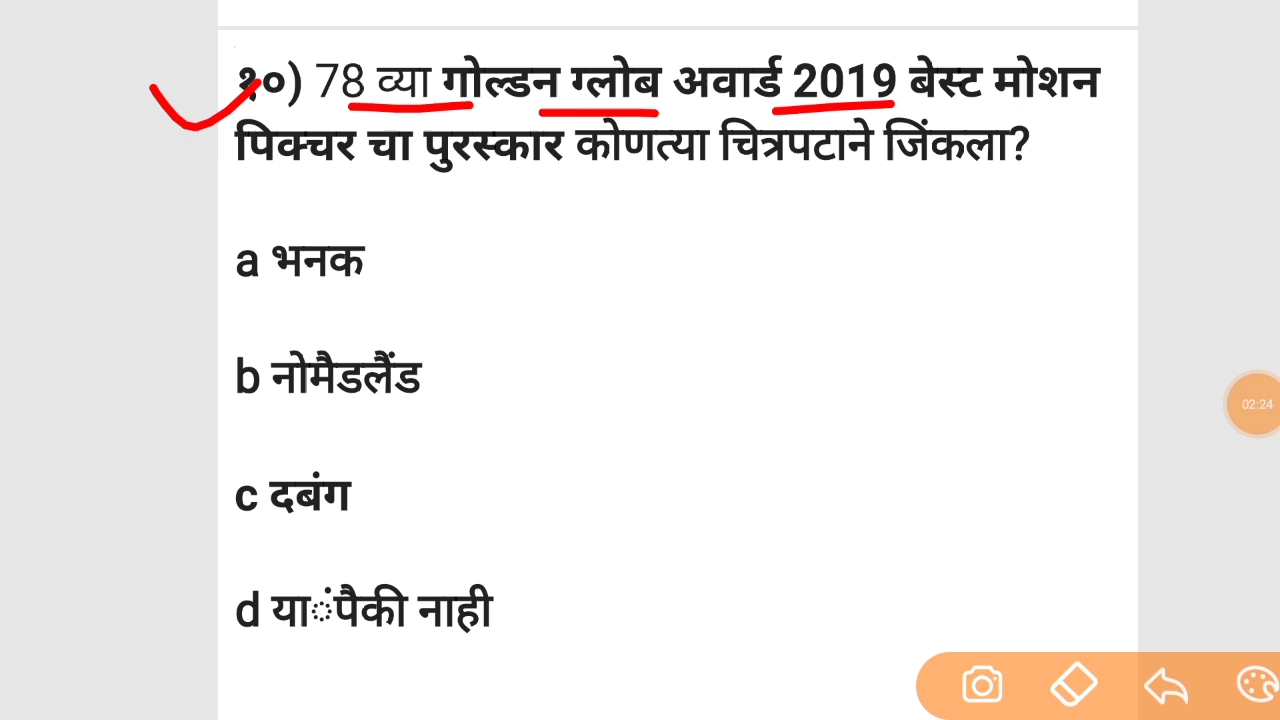 १०) 78 व्या गोल्डन ग्लोब अवार्ड 2019 बेस्ट मोशन
पिक्चर चा पुरस्कार कोणत्या चित्रपटाने जिंकला?
a भनक
b नोमैडलैंड
c दबंग
02:24
d याांपैकी नाही